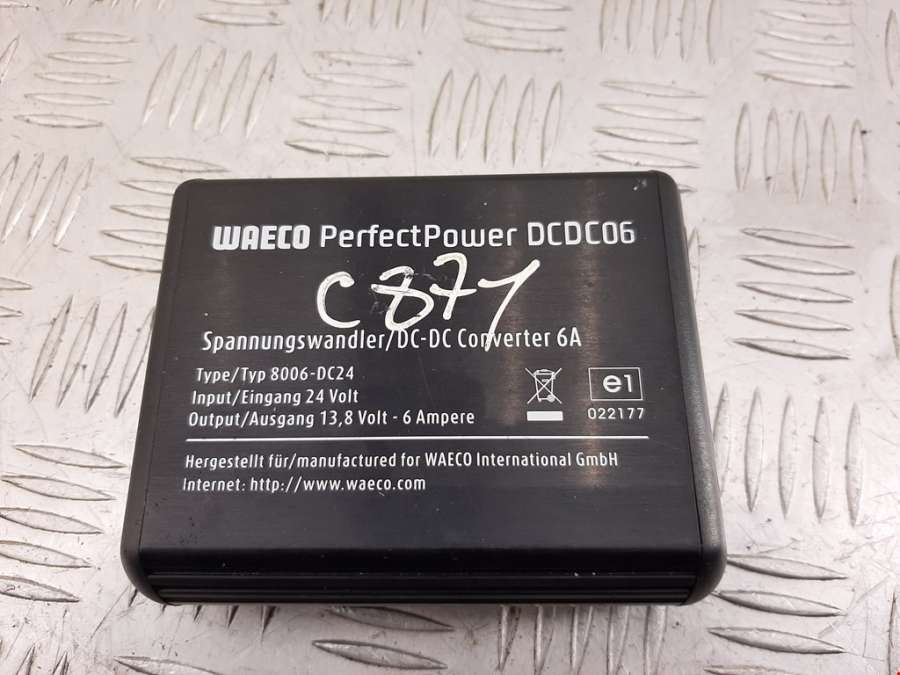 WAECO PerfectPower DCDC06
C871
Spannungswandler/DC-DC Converter 6A
Type/Typ 8006-DC24
Input/Eingang 24 Volt
Output/Ausgang 13,8 Volt - 6 Ampere
e1
022177
Hergestellt für/manufactured for WAECO International GmbH
Internet: http://www.waeco.com